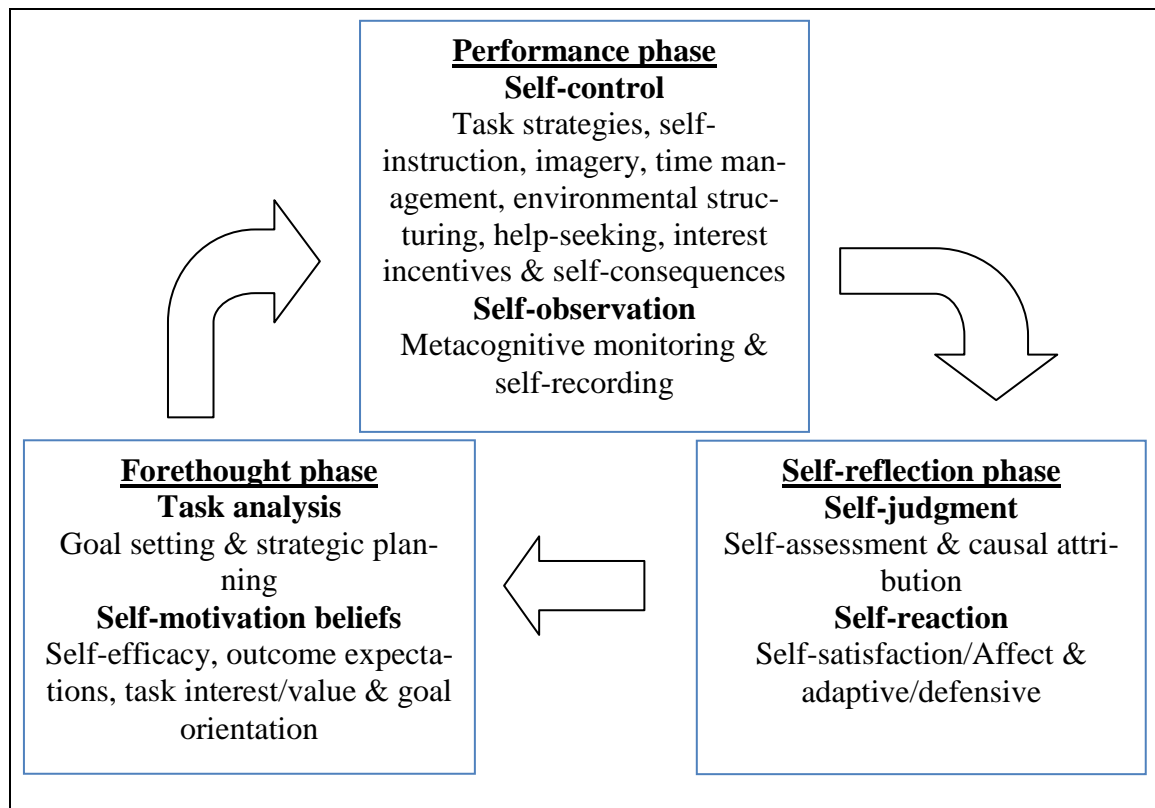 Performance phase
Self-control
Task strategies, self-
instruction, imagery, time man-
agement, environmental struc-
turing, help-seeking, interest
incentives & self-consequences
Self-observation
Metacognitive monitoring &
self-recording
Forethought phase
Task analysis
Goal setting & strategic plan-
ning
Self-motivation beliefs
Self-efficacy, outcome expecta-
tions, task interest/value & goal
orientation
Self-reflection phase
Self-judgment
Self-assessment & causal attri-
bution
Self-reaction
Self-satisfaction/Affect &
adaptive/defensive